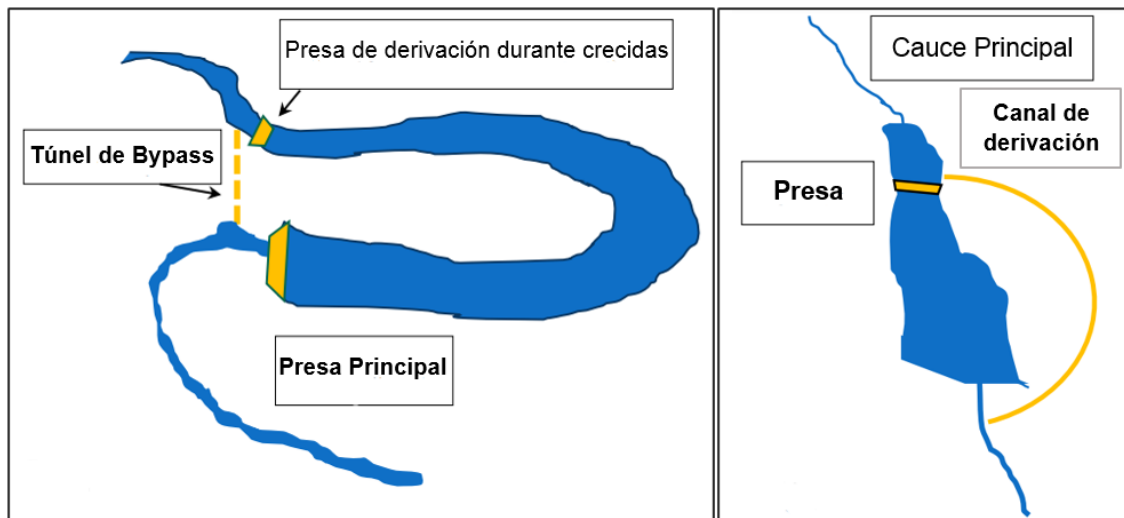 Presa de derivación durante crecidas
Túnel de Bypass
Presa Principal
Cauce Principal
Canal de
derivación
Presa